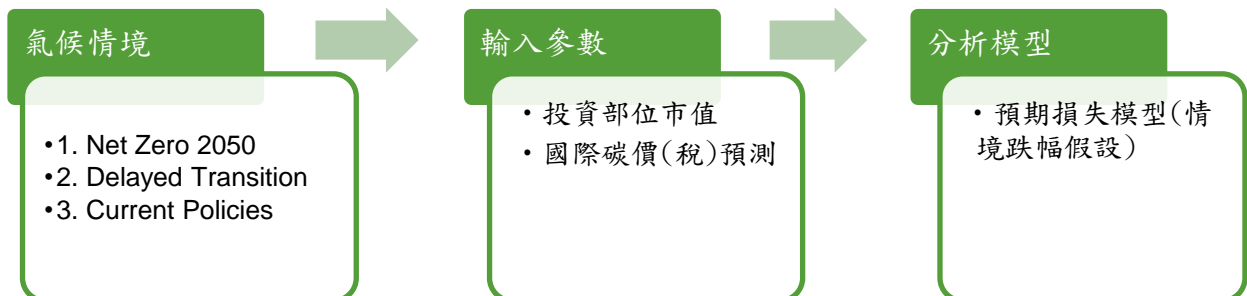 氣候情境
•1. Net Zero 2050
•2. Delayed Transition
•3. Current Policies
輸入參數
•投資部位市值
•國際碳價(稅)預測
分析模型
•預期損失模型(情
境跌幅假設)